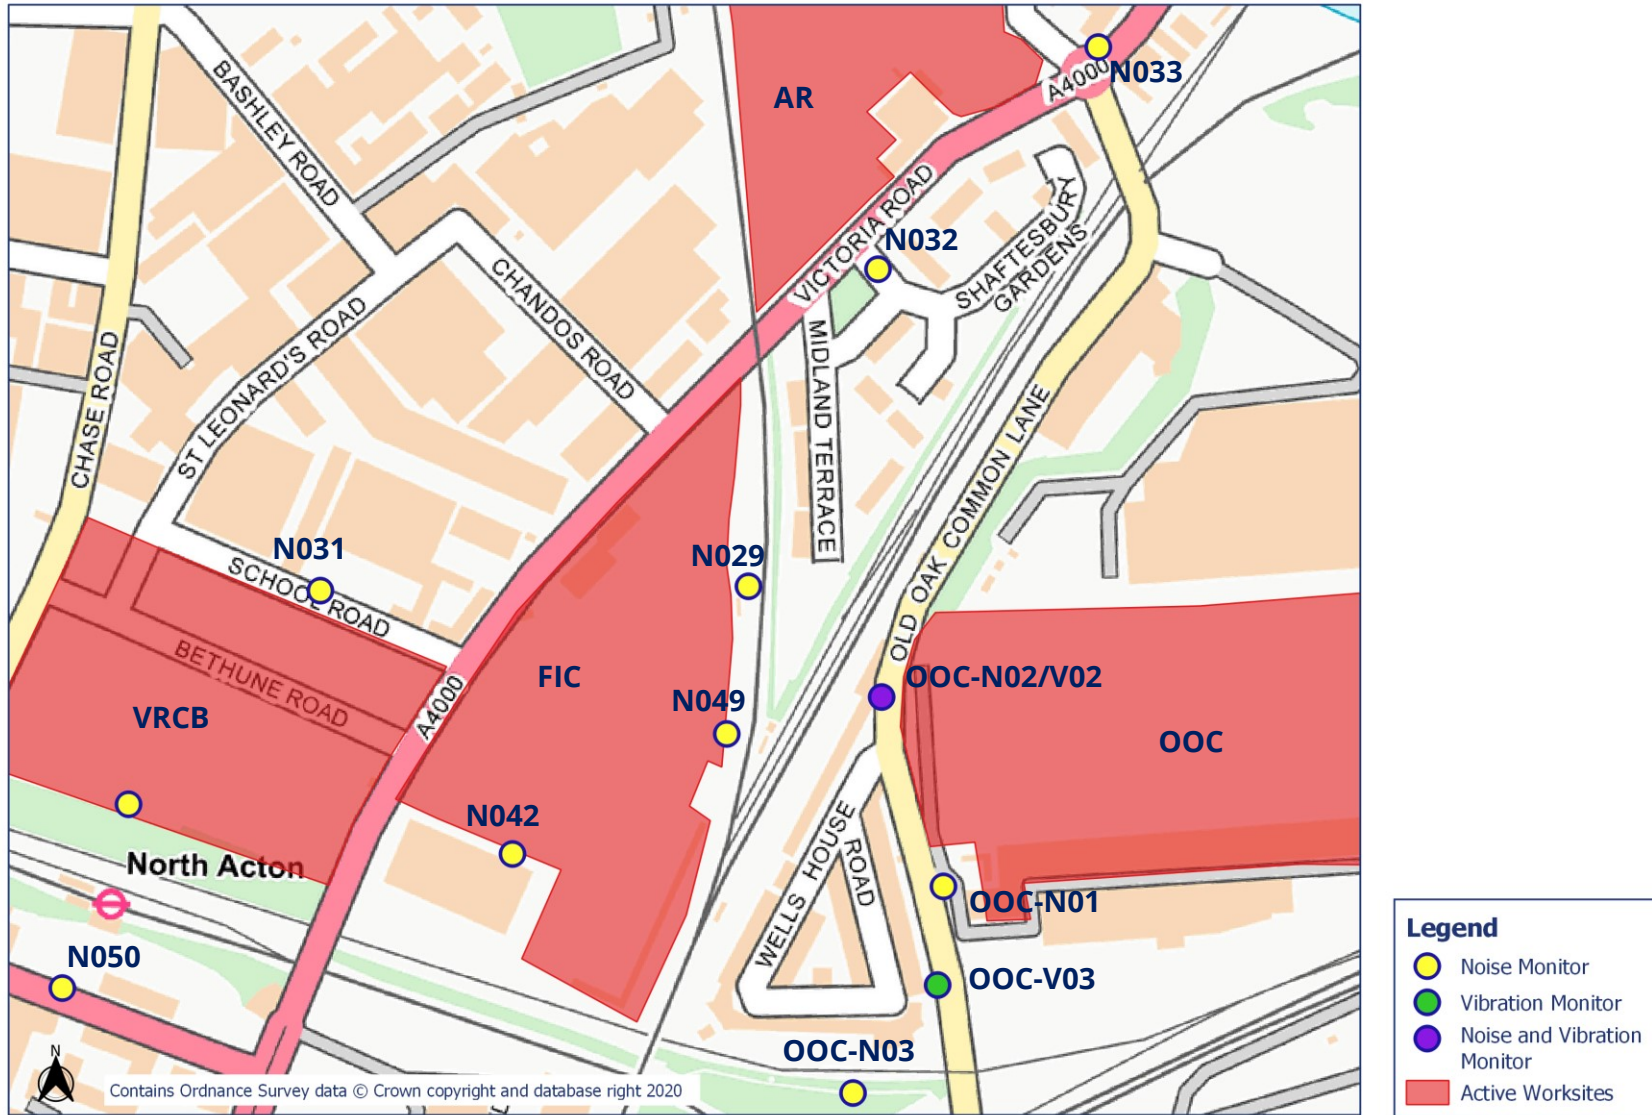 AR
A4000
N033
BASHLEY ROAD
VICTORIA ROAD
N032
SHAFTESBURY
GARDENS
CHANDOS ROAD
ST LEONARD'S ROAD
MIDLAND TERRACE
CHASE ROAD
OLD OAK COMMON LANE
N031
SCHOOL ROAD
N029
BETHUNE ROAD
VRCB
A4000
FIC
N049
OOC-N02/V02
OOC
N042
WELLS HOUSE
ROAD
North Acton
OOC-N01
N050
OOC-V03
OOC-N03
N
Contains Ordnance Survey data © Crown copyright and database right 2020
Legend
Noise Monitor
Vibration Monitor
Noise and Vibration
Monitor
Active Worksites